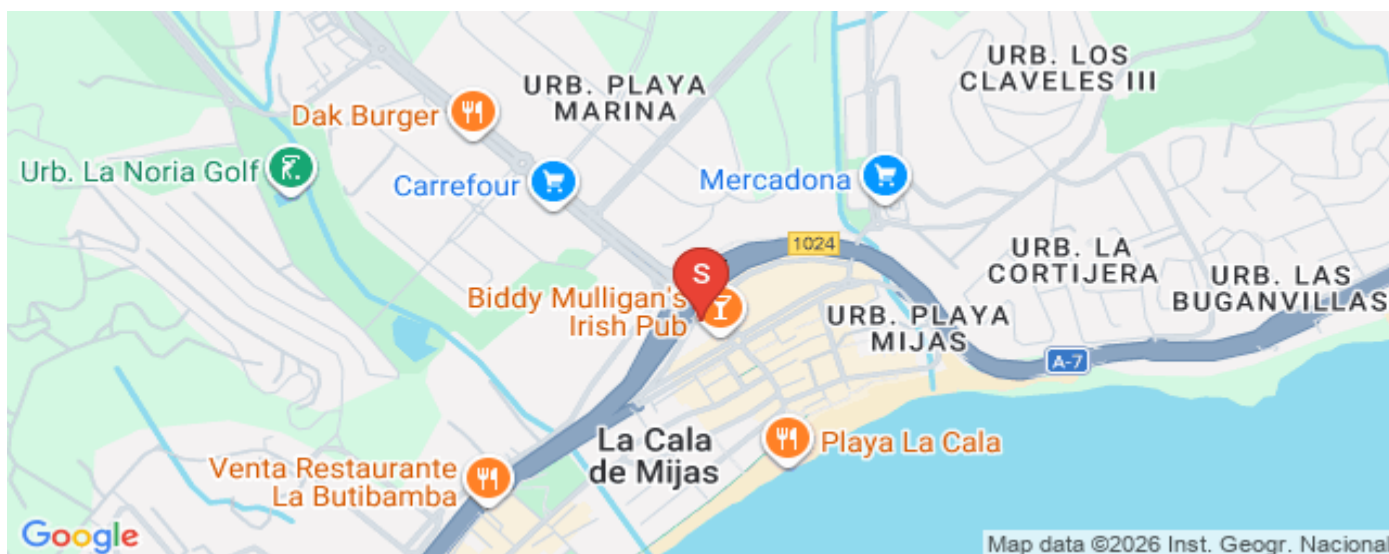 URB. LOS
CLAVELES III
URB. PLAYA
MARINA
Dak Burger
Urb. La Noria Golf
Carrefour
Mercadona
1024
URB. LA
CORTIJERA
URB. LAS
BUGANVILLAS
S
Biddy Mulligan's
Irish Pub
URB. PLAYA
MIJAS
A-7
La Cala
de Mijas
Playa La Cala
Venta Restaurante
La Butibamba
Google
Map data ©2026 Inst. Geogr. Nacional